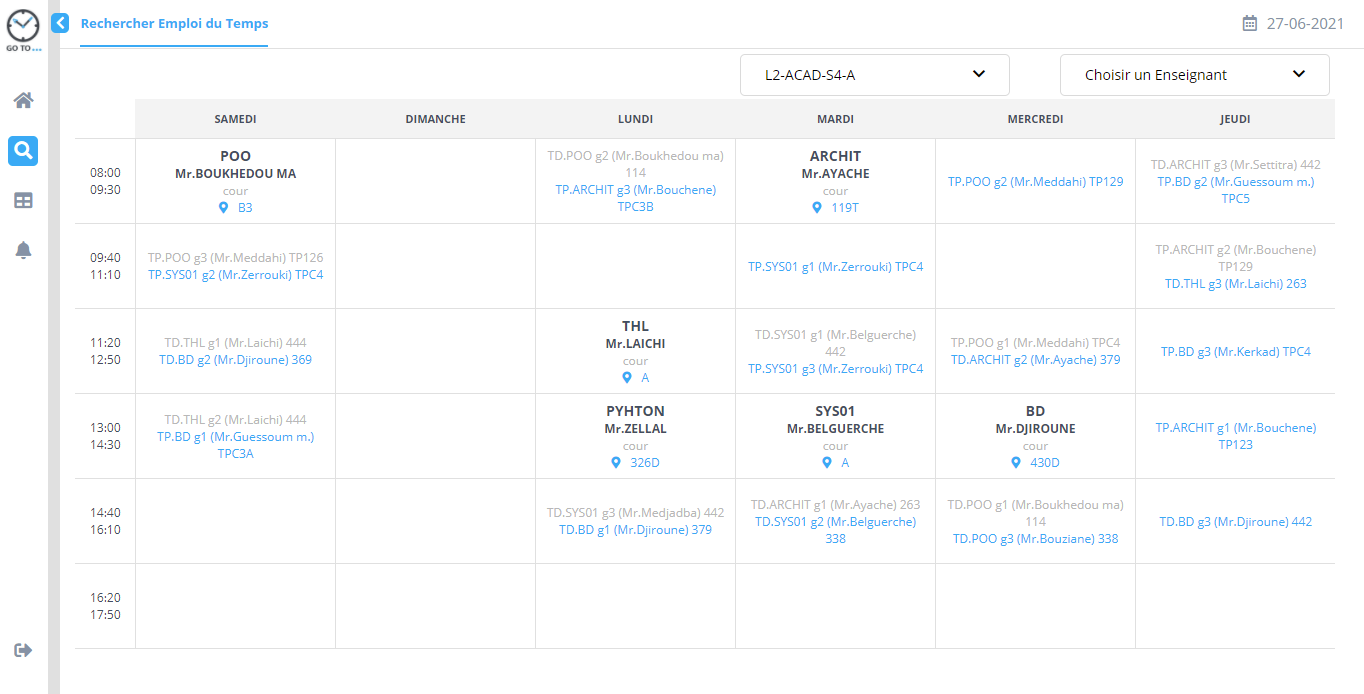 GO TO...
Rechercher Emploi du Temps
27-06-2021
L2-ACAD-S4-A
Choisir un Enseignant
SAMEDI
DIMANCHE
LUNDI
MARDI
MERCREDI
JEUDI
08:00
09:30
POO
Mr.BOUKHEDOU MA
cour
B3
TD.POO g2 (Mr.Boukhedou ma)
114
TP.ARCHIT g3 (Mr.Bouchene)
TPC3B
ARCHIT
Mr.AYACHE
cour
119T
TP.POO g2 (Mr.Meddahi) TP129
TD.ARCHIT g3 (Mr.Settitra) 442
TP.BD g2 (Mr.Guessoum m.)
TPC5
09:40
11:10
TP.POO g3 (Mr.Meddahi) TP126
TP.SYS01 g2 (Mr.Zerrouki) TPC4
TP.SYS01 g1 (Mr.Zerrouki) TPC4
TP.ARCHIT g2 (Mr.Bouchene)
TP129
TD.THL g3 (Mr.Laichi) 263
11:20
12:50
TD.THL g1 (Mr.Laichi) 444
TD.BD g2 (Mr.Djiroune) 369
THL
Mr.LAICHI
cour
A
TD.SYS01 g1 (Mr.Belguerche)
442
TP.SYS01 g3 (Mr.Zerrouki) TPC4
TP.POO g1 (Mr.Meddahi) TPC4
TD.ARCHIT g2 (Mr.Ayache) 379
TP.BD g3 (Mr.Kerkad) TPC4
13:00
14:30
TD.THL g2 (Mr.Laichi) 444
TP.BD g1 (Mr.Guessoum m.)
TPC3A
PYHTON
Mr.ZELLAL
cour
326D
SYS01
Mr.BELGUERCHE
cour
A
BD
Mr.DJIROUNE
cour
430D
TP.ARCHIT g1 (Mr.Bouchene)
TP123
14:40
16:10
TD.SYS01 g3 (Mr.Medjadba) 442
TD.BD g1 (Mr.Djiroune) 379
TD.ARCHIT g1 (Mr.Ayache) 263
TD.SYS01 g2 (Mr.Belguerche)
338
TD.POO g1 (Mr.Boukhedou ma)
114
TD.POO g3 (Mr.Bouziane) 338
TD.BD g3 (Mr.Djiroune) 442
16:20
17:50